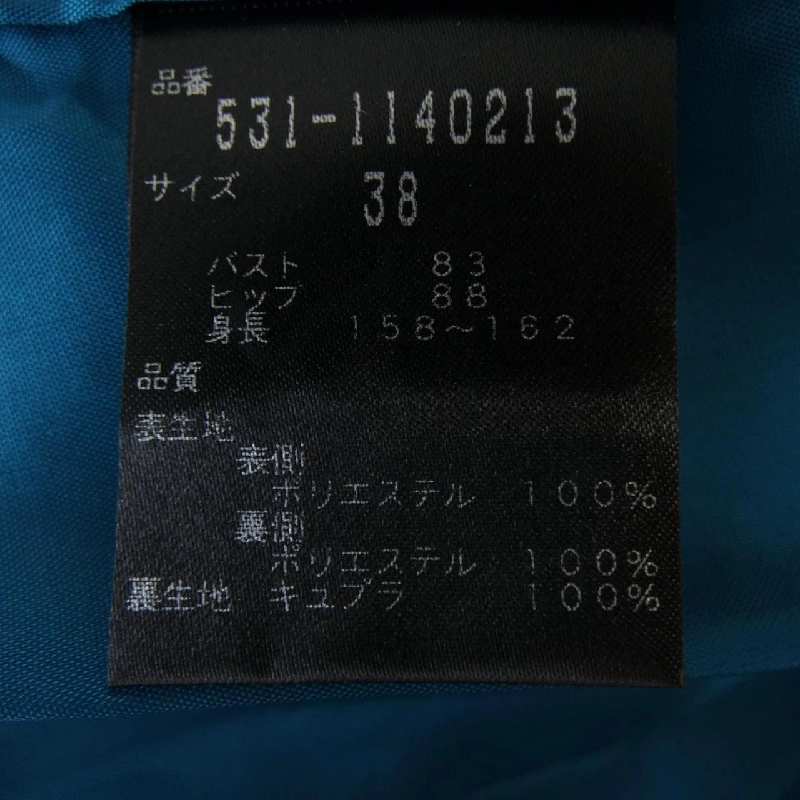 品番
531-1140213
サイズ 38
バスト 83
ヒップ 88
身長 158～162
品質
表生地
表側
ポリエステル 100%
裏側
ポリエステル 100%
裏生地 キュプラ 100%